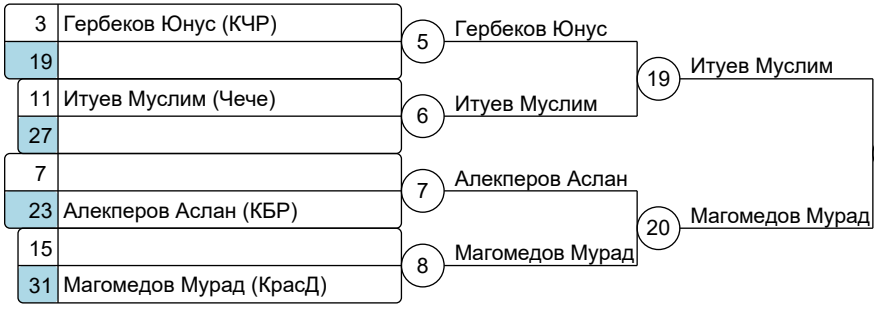 3 Гербеков Юнус (КЧР)
19
5 Гербеков Юнус
11 Итуев Муслим (Чече)
27
6 Итуев Муслим
19 Итуев Муслим
7
23 Алекперов Аслан (КБР)
7 Алекперов Аслан
15
31 Магомедов Мурад (КрасД)
8 Магомедов Мурад
20 Магомедов Мурад